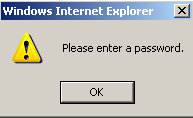 Windows Internet Explorer
Please enter a password.
OK